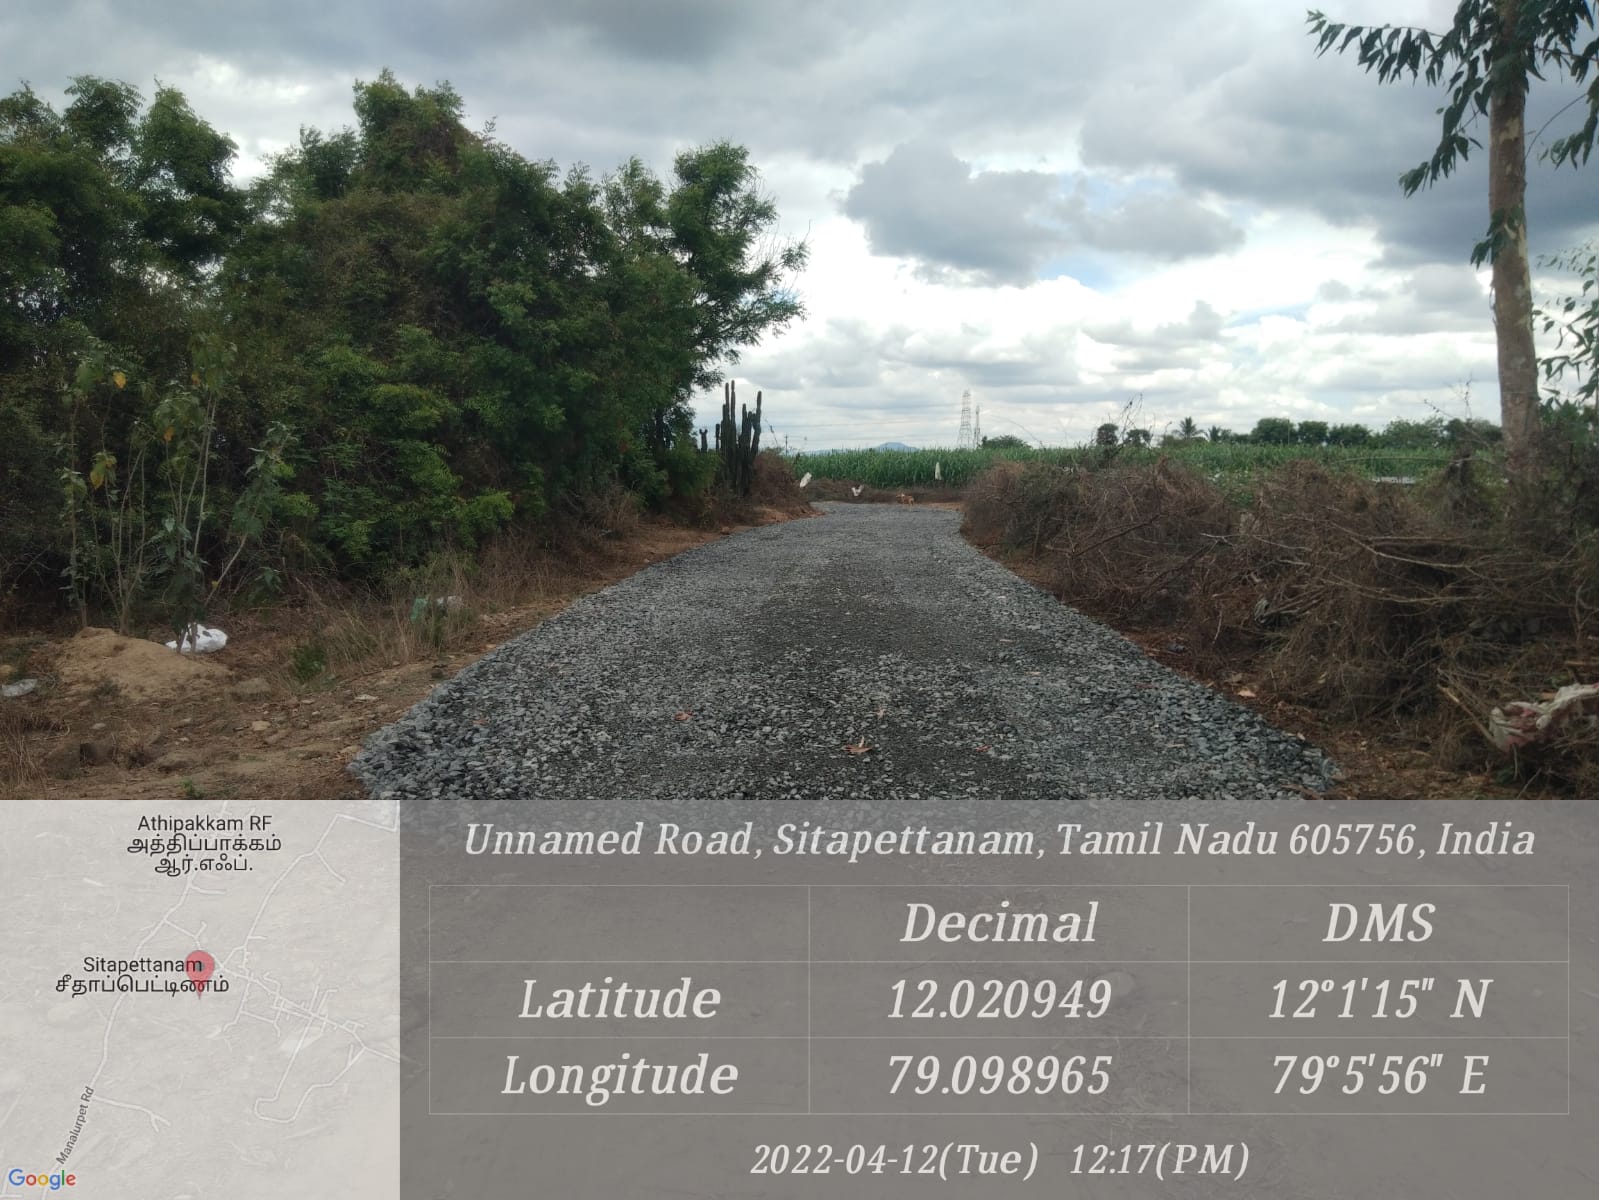 Athipakkam RF
அத்திப்பாக்கம்
ஆர்.எஃப்.
Sitapettanam
சீதாப்பெட்டிணம்
Manalurpet Rd
Google
Unnamed Road, Sitapettanam, Tamil Nadu 605756, India
Decimal DMS
Latitude 12.020949 12°1'15" N
Longitude 79.098965 79°5'56" E
2022-04-12(Tue) 12:17(PM)